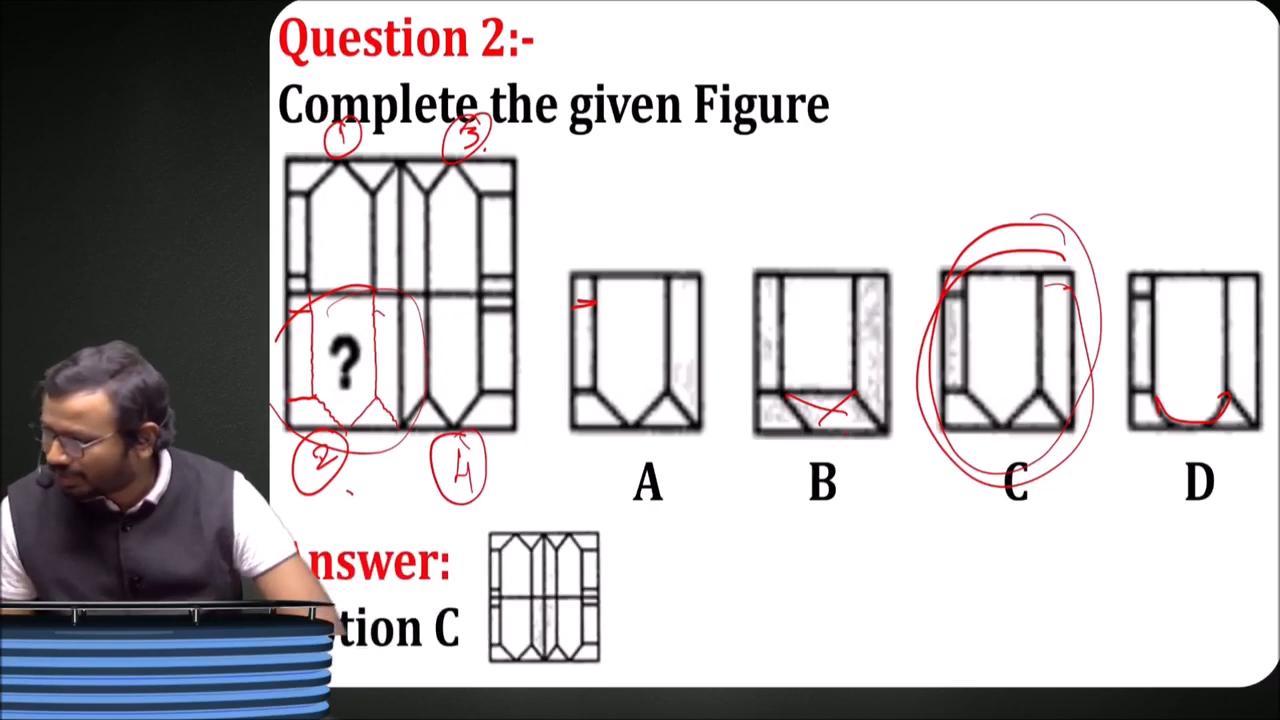 Question 2:-
Complete the given Figure
1 3
?
2 4
A B C D
nswer:
tion C